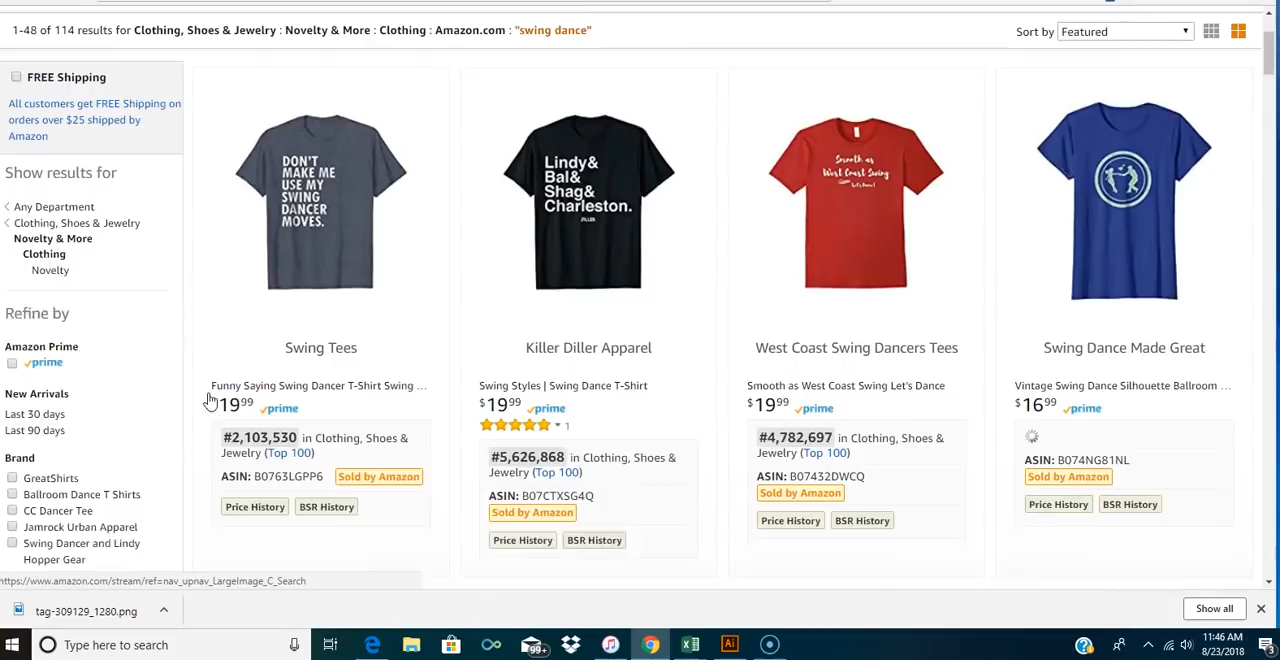 1-48 of 114 results for Clothing, Shoes & Jewelry : Novelty & More : Clothing : Amazon.com : "swing dance"
Sort by Featured
FREE Shipping
All customers get FREE Shipping on
orders over $25 shipped by
Amazon
Show results for
Any Department
Clothing, Shoes & Jewelry
Novelty & More
Clothing
Novelty
Refine by
Amazon Prime
prime
New Arrivals
Last 30 days
Last 90 days
Brand
GreatShirts
Ballroom Dance T Shirts
CC Dancer Tee
Jamrock Urban Apparel
Swing Dancer and Lindy
Hopper Gear
DON'T
MAKE ME
USE MY
SWING
DANCER
MOVES.
Swing Tees
Funny Saying Swing Dancer T-Shirt Swing ...
19 99 prime
#2,103,530 in Clothing, Shoes &
Jewelry (Top 100)
ASIN: B0763LGPP6 Sold by Amazon
Price History BSR History
Lindy&
Bal&
Shag&
Charleston.
Killer Diller Apparel
Swing Styles | Swing Dance T-Shirt
$19 99 prime
1
#5,626,868 in Clothing, Shoes &
Jewelry (Top 100)
ASIN: B07CTXSG4Q
Sold by Amazon
Price History BSR History
Smooth as
West Coast Swing
Let's Dance!
West Coast Swing Dancers Tees
Smooth as West Coast Swing Let's Dance
$19 99 prime
#4,782,697 in Clothing, Shoes &
Jewelry (Top 100)
ASIN: B07432DWCQ
Sold by Amazon
Price History BSR History
Swing Dance Made Great
Vintage Swing Dance Silhouette Ballroom ...
$16 99 prime
ASIN: B074NG81NL
Sold by Amazon
Price History BSR History
https://www.amazon.com/stream/ref=nav_upnav_LargeImage_C_Search
tag-309129_1280.png
Show all
Type here to search
99+
Ai
11:46 AM
8/23/2018
3